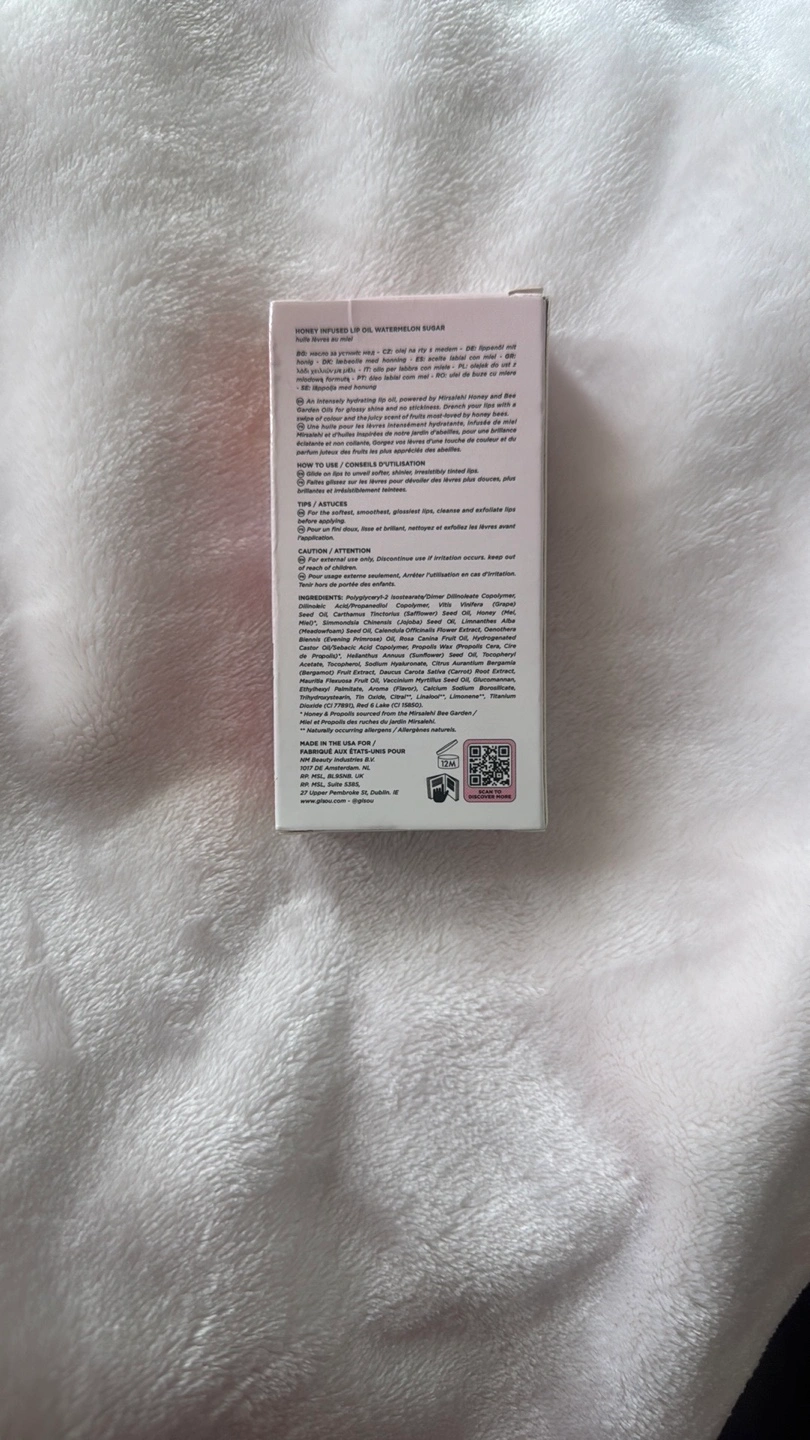 HONEY INFUSED LIP OIL WATERMELON SUGAR
huile lèvres au miel
BG: масло за устни с мед - CZ: olej na rty s medem - DE: lippenöl mit
honig - DK: læbeolie med honning - ES: aceite labial con miel - GR:
λάδι χειλιών με μέλι - IT: olio per labbra con miele - PL: olejek do ust z
miodową formułą - PT: óleo labial com mel - RO: ulei de buze cu miere
- SE: läppolja med honung
An intensely hydrating lip oil, powered by Mirsalehi Honey and Bee
Garden Oils for glossy shine and no stickiness. Drench your lips with a
swipe of colour and the juicy scent of fruits most-loved by honey bees.
Une huile pour les lèvres intensément hydratante, infusée de miel
Mirsalehi et d'huiles inspirées de notre jardin d'abeilles, pour une brillance
éclatante et non collante, Gorgez vos lèvres d'une touche de couleur et du
parfum juteux des fruits les plus appréciés des abeilles.
HOW TO USE / CONSEILS D'UTILISATION
Glide on lips to unveil softer, shinier, irresistibly tinted lips.
Faites glissez sur les lèvres pour dévoiler des lèvres plus douces, plus
brillantes et irrésistiblement teintees.
TIPS / ASTUCES
For the softest, smoothest, glossiest lips, cleanse and exfoliate lips
before applying.
Pour un fini doux, lisse et brillant, nettoyez et exfoliez les lèvres avant
l'application.
CAUTION / ATTENTION
For external use only, Discontinue use if irritation occurs. keep out
of reach of children.
Pour usage externe seulement, Arrêter l'utilisation en cas d'irritation.
Tenir hors de portée des enfants.
INGREDIENTS: Polyglyceryl-2 Isostearate/Dimer Dilinoleate Copolymer,
Dilinoleic Acid/Propanediol Copolymer, Vitis Vinifera (Grape)
Seed Oil, Carthamus Tinctorius (Safflower) Seed Oil, Honey (Mel,
Miel)*, Simmondsia Chinensis (Jojoba) Seed Oil, Limnanthes Alba
(Meadowfoam) Seed Oil, Calendula Officinalis Flower Extract, Oenothera
Biennis (Evening Primrose) Oil, Rosa Canina Fruit Oil, Hydrogenated
Castor Oil/Sebacic Acid Copolymer, Propolis Wax (Propolis Cera, Cire
de Propolis)*, Helianthus Annuus (Sunflower) Seed Oil, Tocopheryl
Acetate, Tocopherol, Sodium Hyaluronate, Citrus Aurantium Bergamia
(Bergamot) Fruit Extract, Daucus Carota Sativa (Carrot) Root Extract,
Mauritia Flexuosa Fruit Oil, Vaccinium Myrtillus Seed Oil, Glucomannan,
Ethylhexyl Palmitate, Aroma (Flavor), Calcium Sodium Borosilicate,
Trihydroxystearin, Tin Oxide, Citral**, Linalool**, Limonene**, Titanium
Dioxide (CI 77891), Red 6 Lake (CI 15850).
* Honey & Propolis sourced from the Mirsalehi Bee Garden /
Miel et Propolis des ruches du jardin Mirsalehi.
** Naturally occurring allergens / Allergènes naturels.
MADE IN THE USA FOR /
FABRIQUÉ AUX ÉTATS-UNIS POUR
NM Beauty Industries B.V.
1017 DE Amsterdam. NL
RP. MSL, BL95NB. UK
RP. MSL, Suite 5385,
27 Upper Pembroke St, Dublin. IE
www.gisou.com - @gisou
12M
SCAN TO
DISCOVER MORE